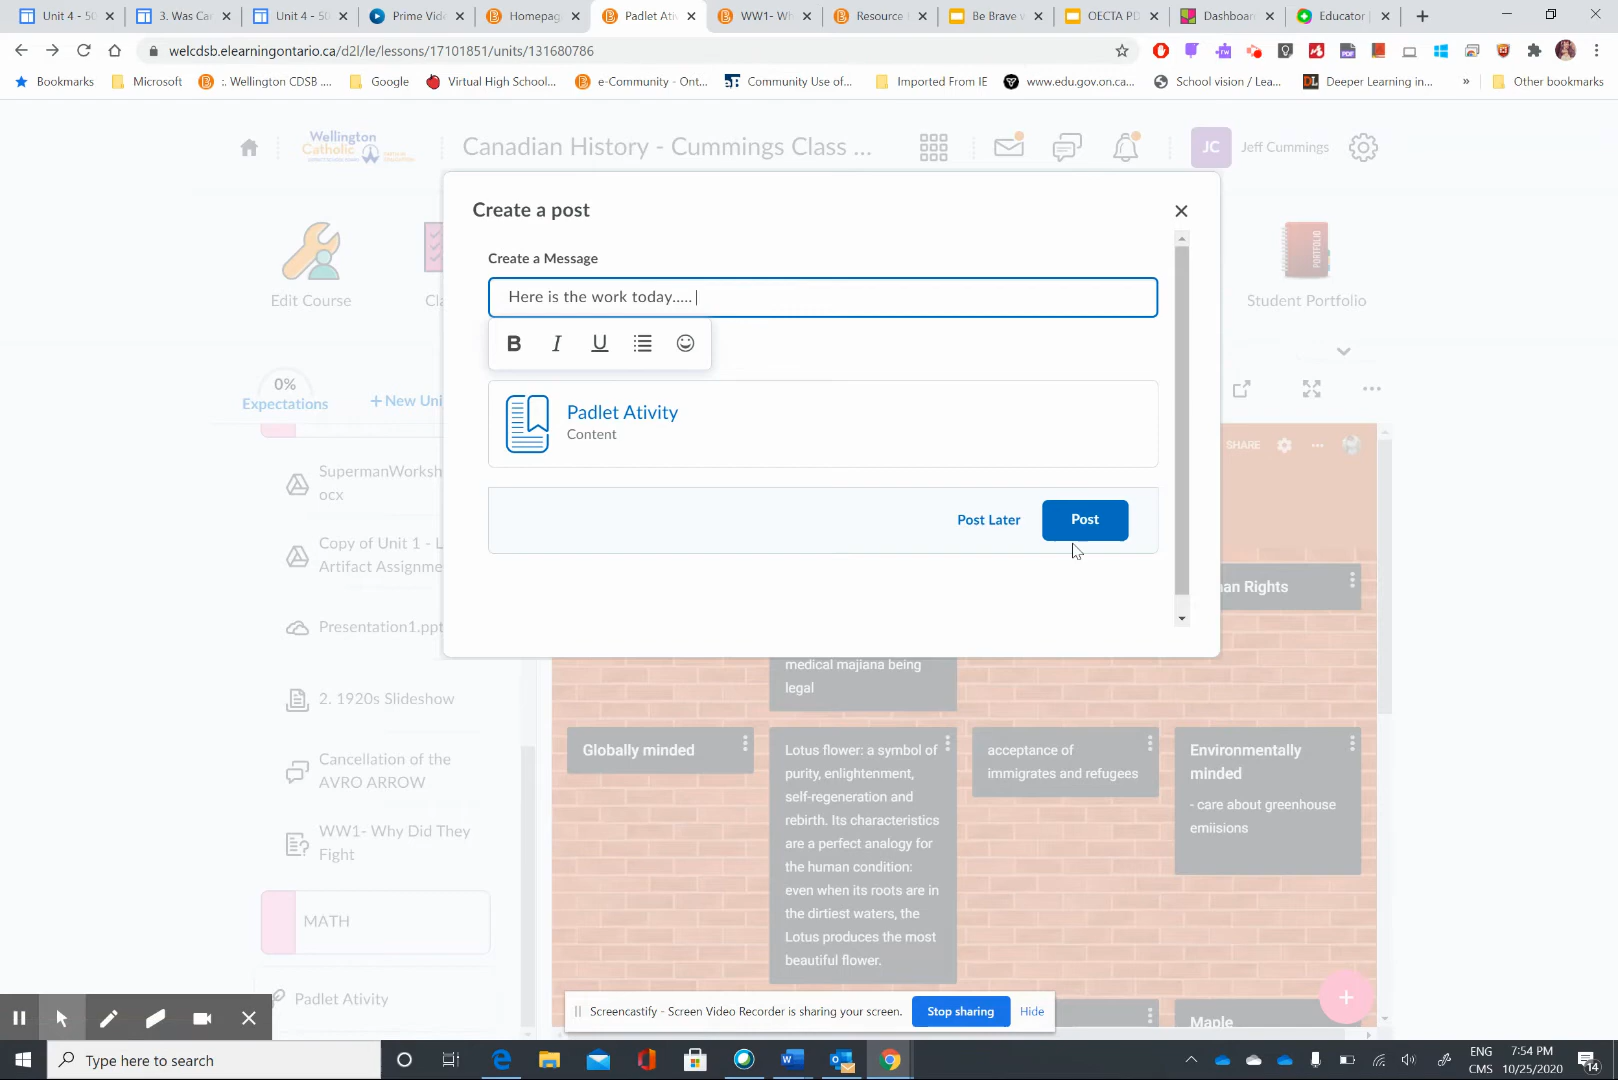 Unit 4 - 50
3. Was Ca
Unit 4 - 50
Prime Vid
Homepag
Padlet Ati
WW1- Wh
Resource
Be Brave v
OECTA PD
Dashboar
Educator
welcdsb.elearningontario.ca/d2l/le/lessons/17101851/units/131680786
Bookmarks
Microsoft
:. Wellington CDSB ....
Google
Virtual High School...
e-Community - Ont...
Community Use of...
Imported From IE
www.edu.gov.on.ca...
School vision / Lea...
Deeper Learning in...
»
Other bookmarks
Wellington
Catholic
Canadian History - Cummings Class ...
JC
Jeff Cummings
Create a post
Create a Message
Here is the work today.....
B I U
Padlet Ativity
Content
Post Later
Post
Edit Course
Cl
PORTFOLIO
Student Portfolio
0%
Expectations
+ New Uni
SupermanWorksh
ocx
Copy of Unit 1 - L
Artifact Assignme
Presentation1.ppt
2. 1920s Slideshow
Cancellation of the
AVRO ARROW
WW1- Why Did They
Fight
MATH
Padlet Ativity
SHARE
an Rights
medical majiana being
legal
Globally minded
Lotus flower: a symbol of
purity, enlightenment,
self-regeneration and
rebirth. Its characteristics
are a perfect analogy for
the human condition:
even when its roots are in
the dirtiest waters, the
Lotus produces the most
beautiful flower.
acceptance of
immigrates and refugees
Environmentally
minded
- care about greenhouse
emiisions
Maple
Screencastify - Screen Video Recorder is sharing your screen.
Stop sharing
Hide
Type here to search
ENG
CMS
7:54 PM
10/25/2020
14